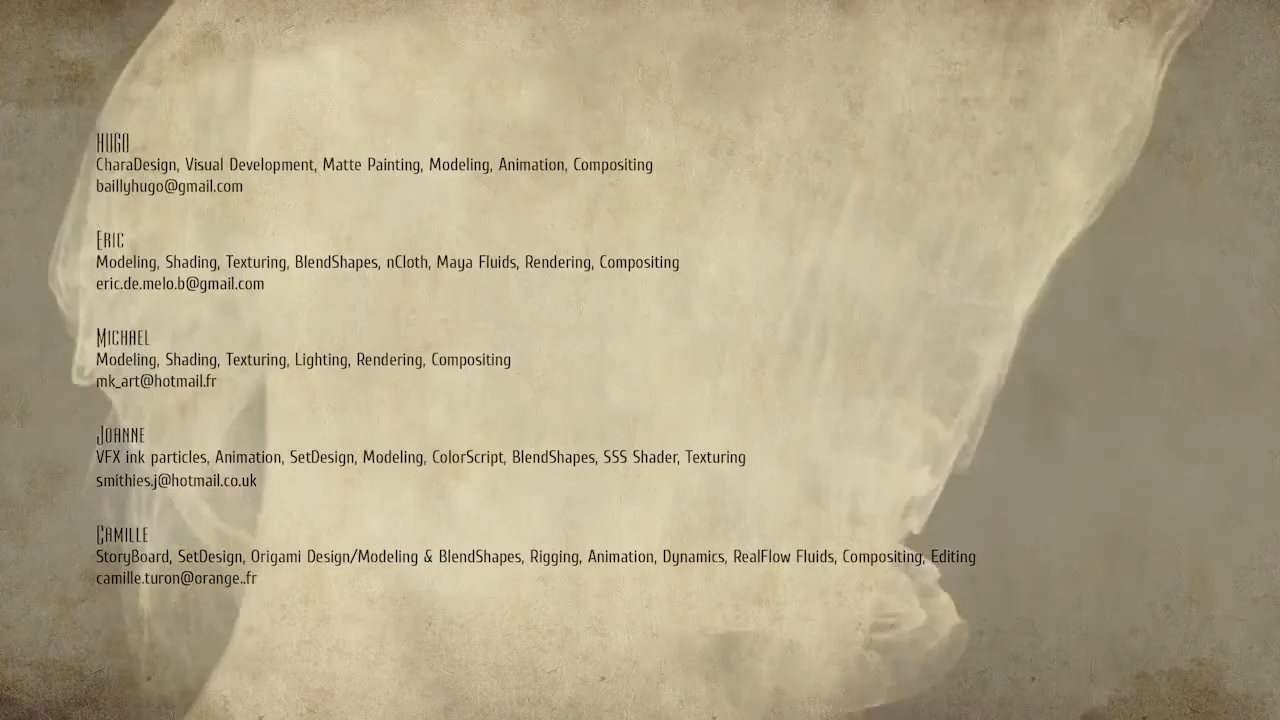 HUGO
CharaDesign, Visual Development, Matte Painting, Modeling, Animation, Compositing
baillyhugo@gmail.com
ERIC
Modeling, Shading, Texturing, BlendShapes, nCloth, Maya Fluids, Rendering, Compositing
eric.de.melo.b@gmail.com
MICHAEL
Modeling, Shading, Texturing, Lighting, Rendering, Compositing
mk_art@hotmail.fr
JOANNE
VFX ink particles, Animation, SetDesign, Modeling, ColorScript, BlendShapes, SSS Shader, Texturing
smithies.j@hotmail.co.uk
CAMILLE
StoryBoard, SetDesign, Origami Design/Modeling & BlendShapes, Rigging, Animation, Dynamics, RealFlow Fluids, Compositing, Editing
camille.turon@orange..fr